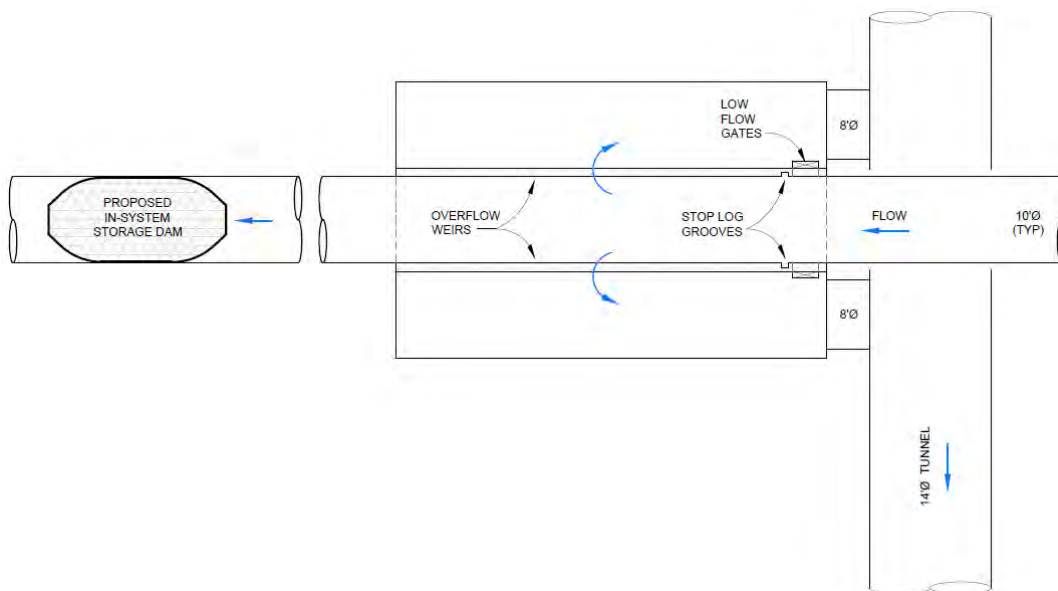 LOW
FLOW
GATES
8'Ø
PROPOSED
IN-SYSTEM
STORAGE DAM
OVERFLOW
WEIRS
STOP LOG
GROOVES
FLOW
10'Ø
(TYP)
8'Ø
14'Ø TUNNEL